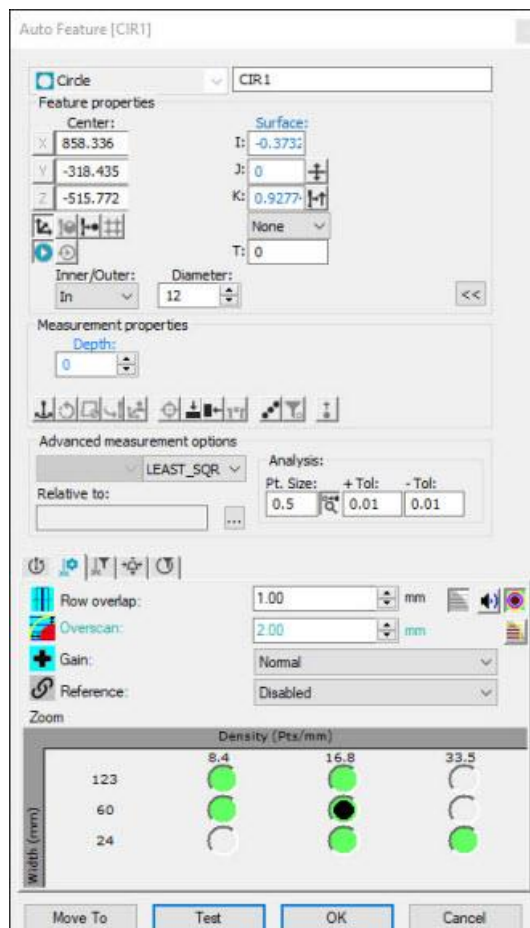 Auto Feature [CIR1]
Circle CIR1
Feature properties
Center: Surface:
X 858.336 I: -0.3732
Y -318.435 J: 0
Z -515.772 K: 0.9277
None
T: 0
Inner/Outer: Diameter:
In 12 <<
Measurement properties
Depth:
0
Advanced measurement options
LEAST_SQR Analysis:
Relative to: Pt. Size: + Tol: - Tol:
... 0.5 0.01 0.01
Row overlap: 1.00 mm
Overscan: 2.00 mm
Gain: Normal
Reference: Disabled
Zoom
Density (Pts/mm)
8.4 16.8 33.5
123
60
24
Width (mm)
Move To Test OK Cancel